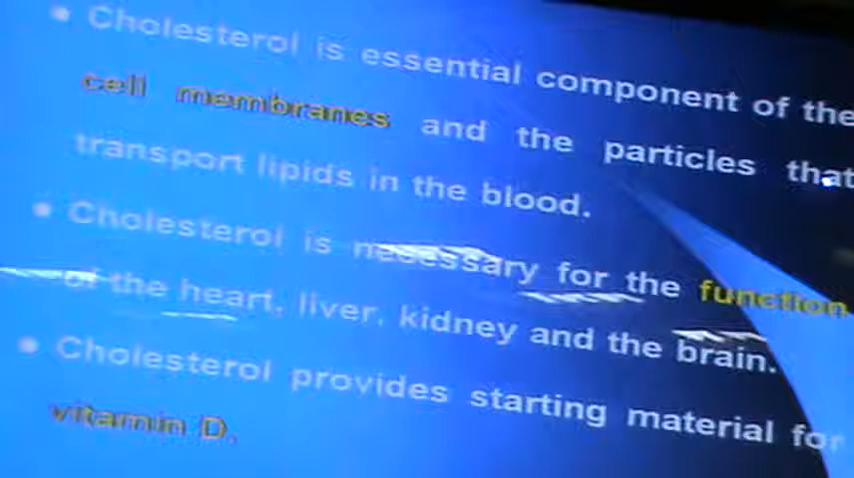 • Cholesterol is essential component of the
cell membranes and the particles that
transport lipids in the blood.
• Cholesterol is necessary for the function
of the heart, liver, kidney and the brain.
• Cholesterol provides starting material for
vitamin D.